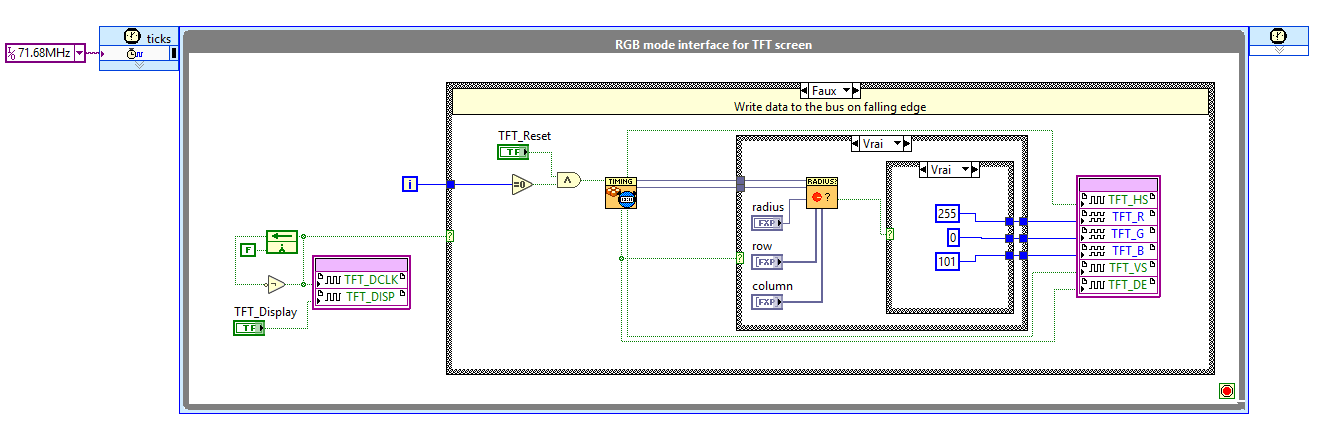 ticks
71.68MHz
RGB mode interface for TFT screen
Faux
Write data to the bus on falling edge
TFT_Reset
TF
Vrai
i
=0
TIMING
RADIUS?
?
Vrai
radius
FXP
255
TFT_HS
TFT_R
0
TFT_G
row
FXP
101
TFT_B
TFT_VS
column
FXP
TFT_DE
F
TFT_DCLK
TFT_DISP
TFT_Display
TF